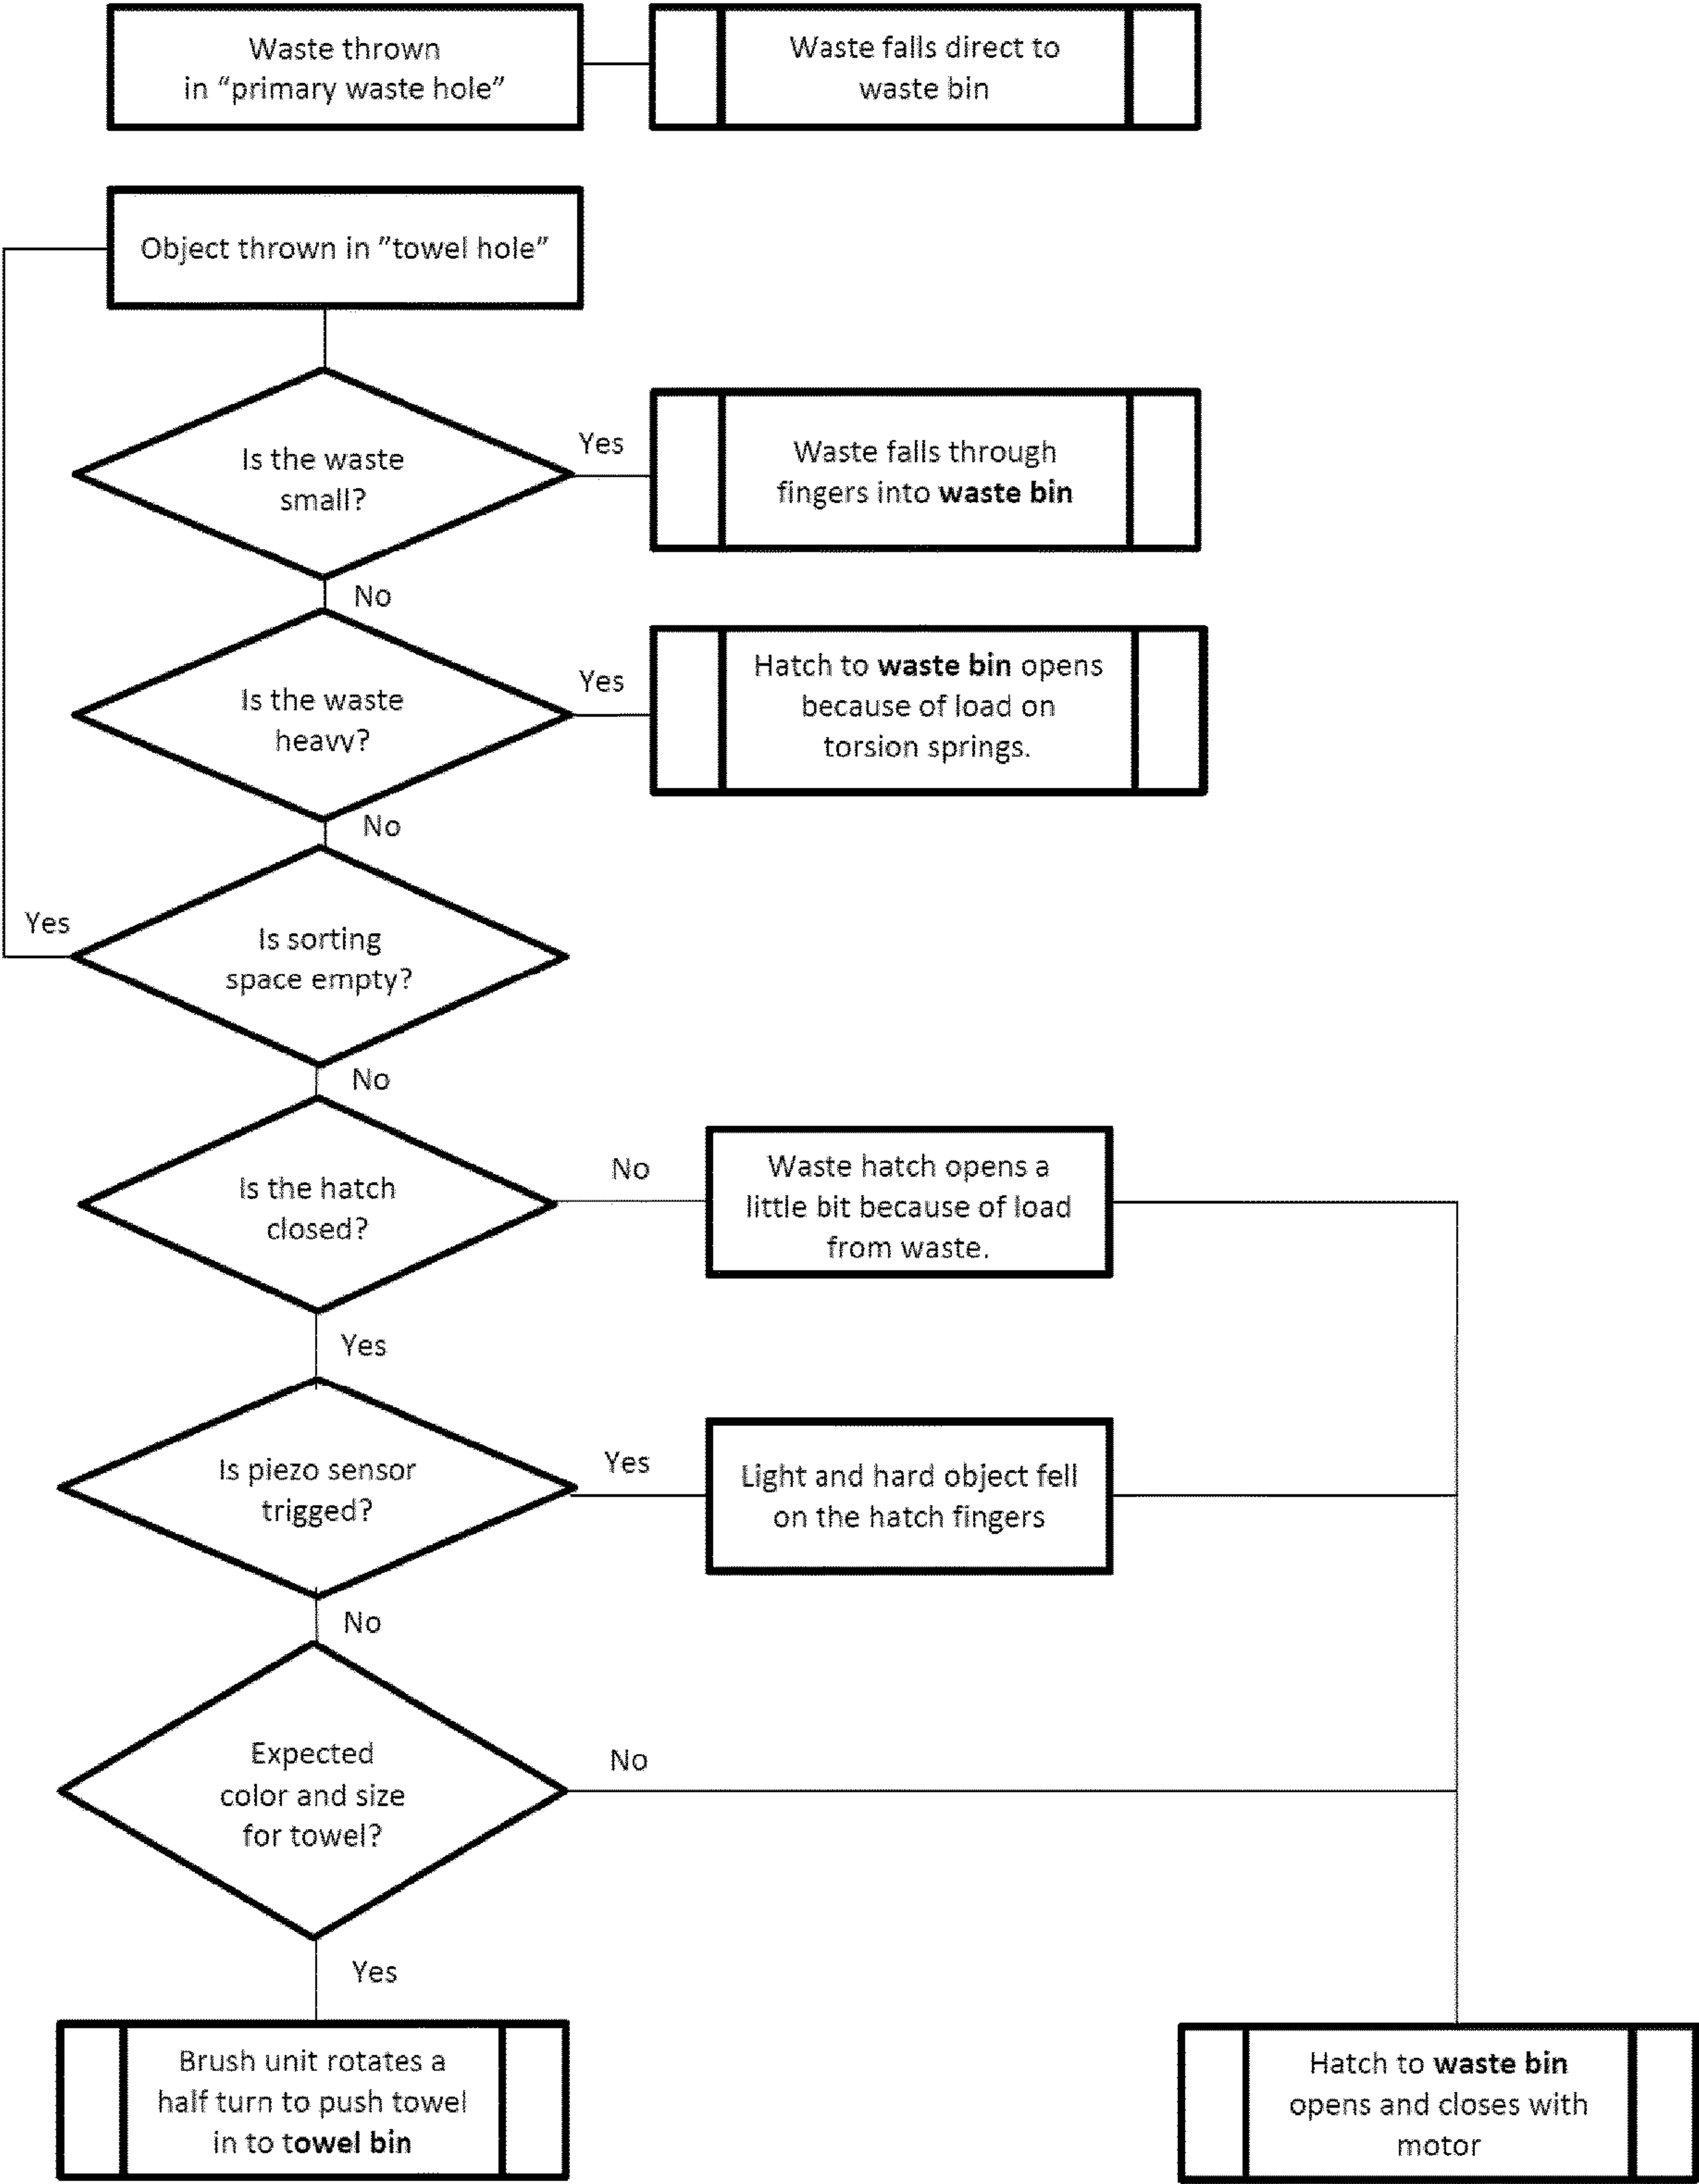 Waste thrown
in “primary waste hole”
Waste falls direct to
waste bin
Object thrown in ”towel hole”
Is the waste
small?
Yes
Waste falls through
fingers into waste bin
No
Is the waste
heavy?
Yes
Hatch to waste bin opens
because of load on
torsion springs.
No
Is sorting
space empty?
Yes
No
Is the hatch
closed?
No
Waste hatch opens a
little bit because of load
from waste.
Yes
Is piezo sensor
trigged?
Yes
Light and hard object fell
on the hatch fingers
No
Expected
color and size
for towel?
No
Yes
Brush unit rotates a
half turn to push towel
in to towel bin
Hatch to waste bin
opens and closes with
motor